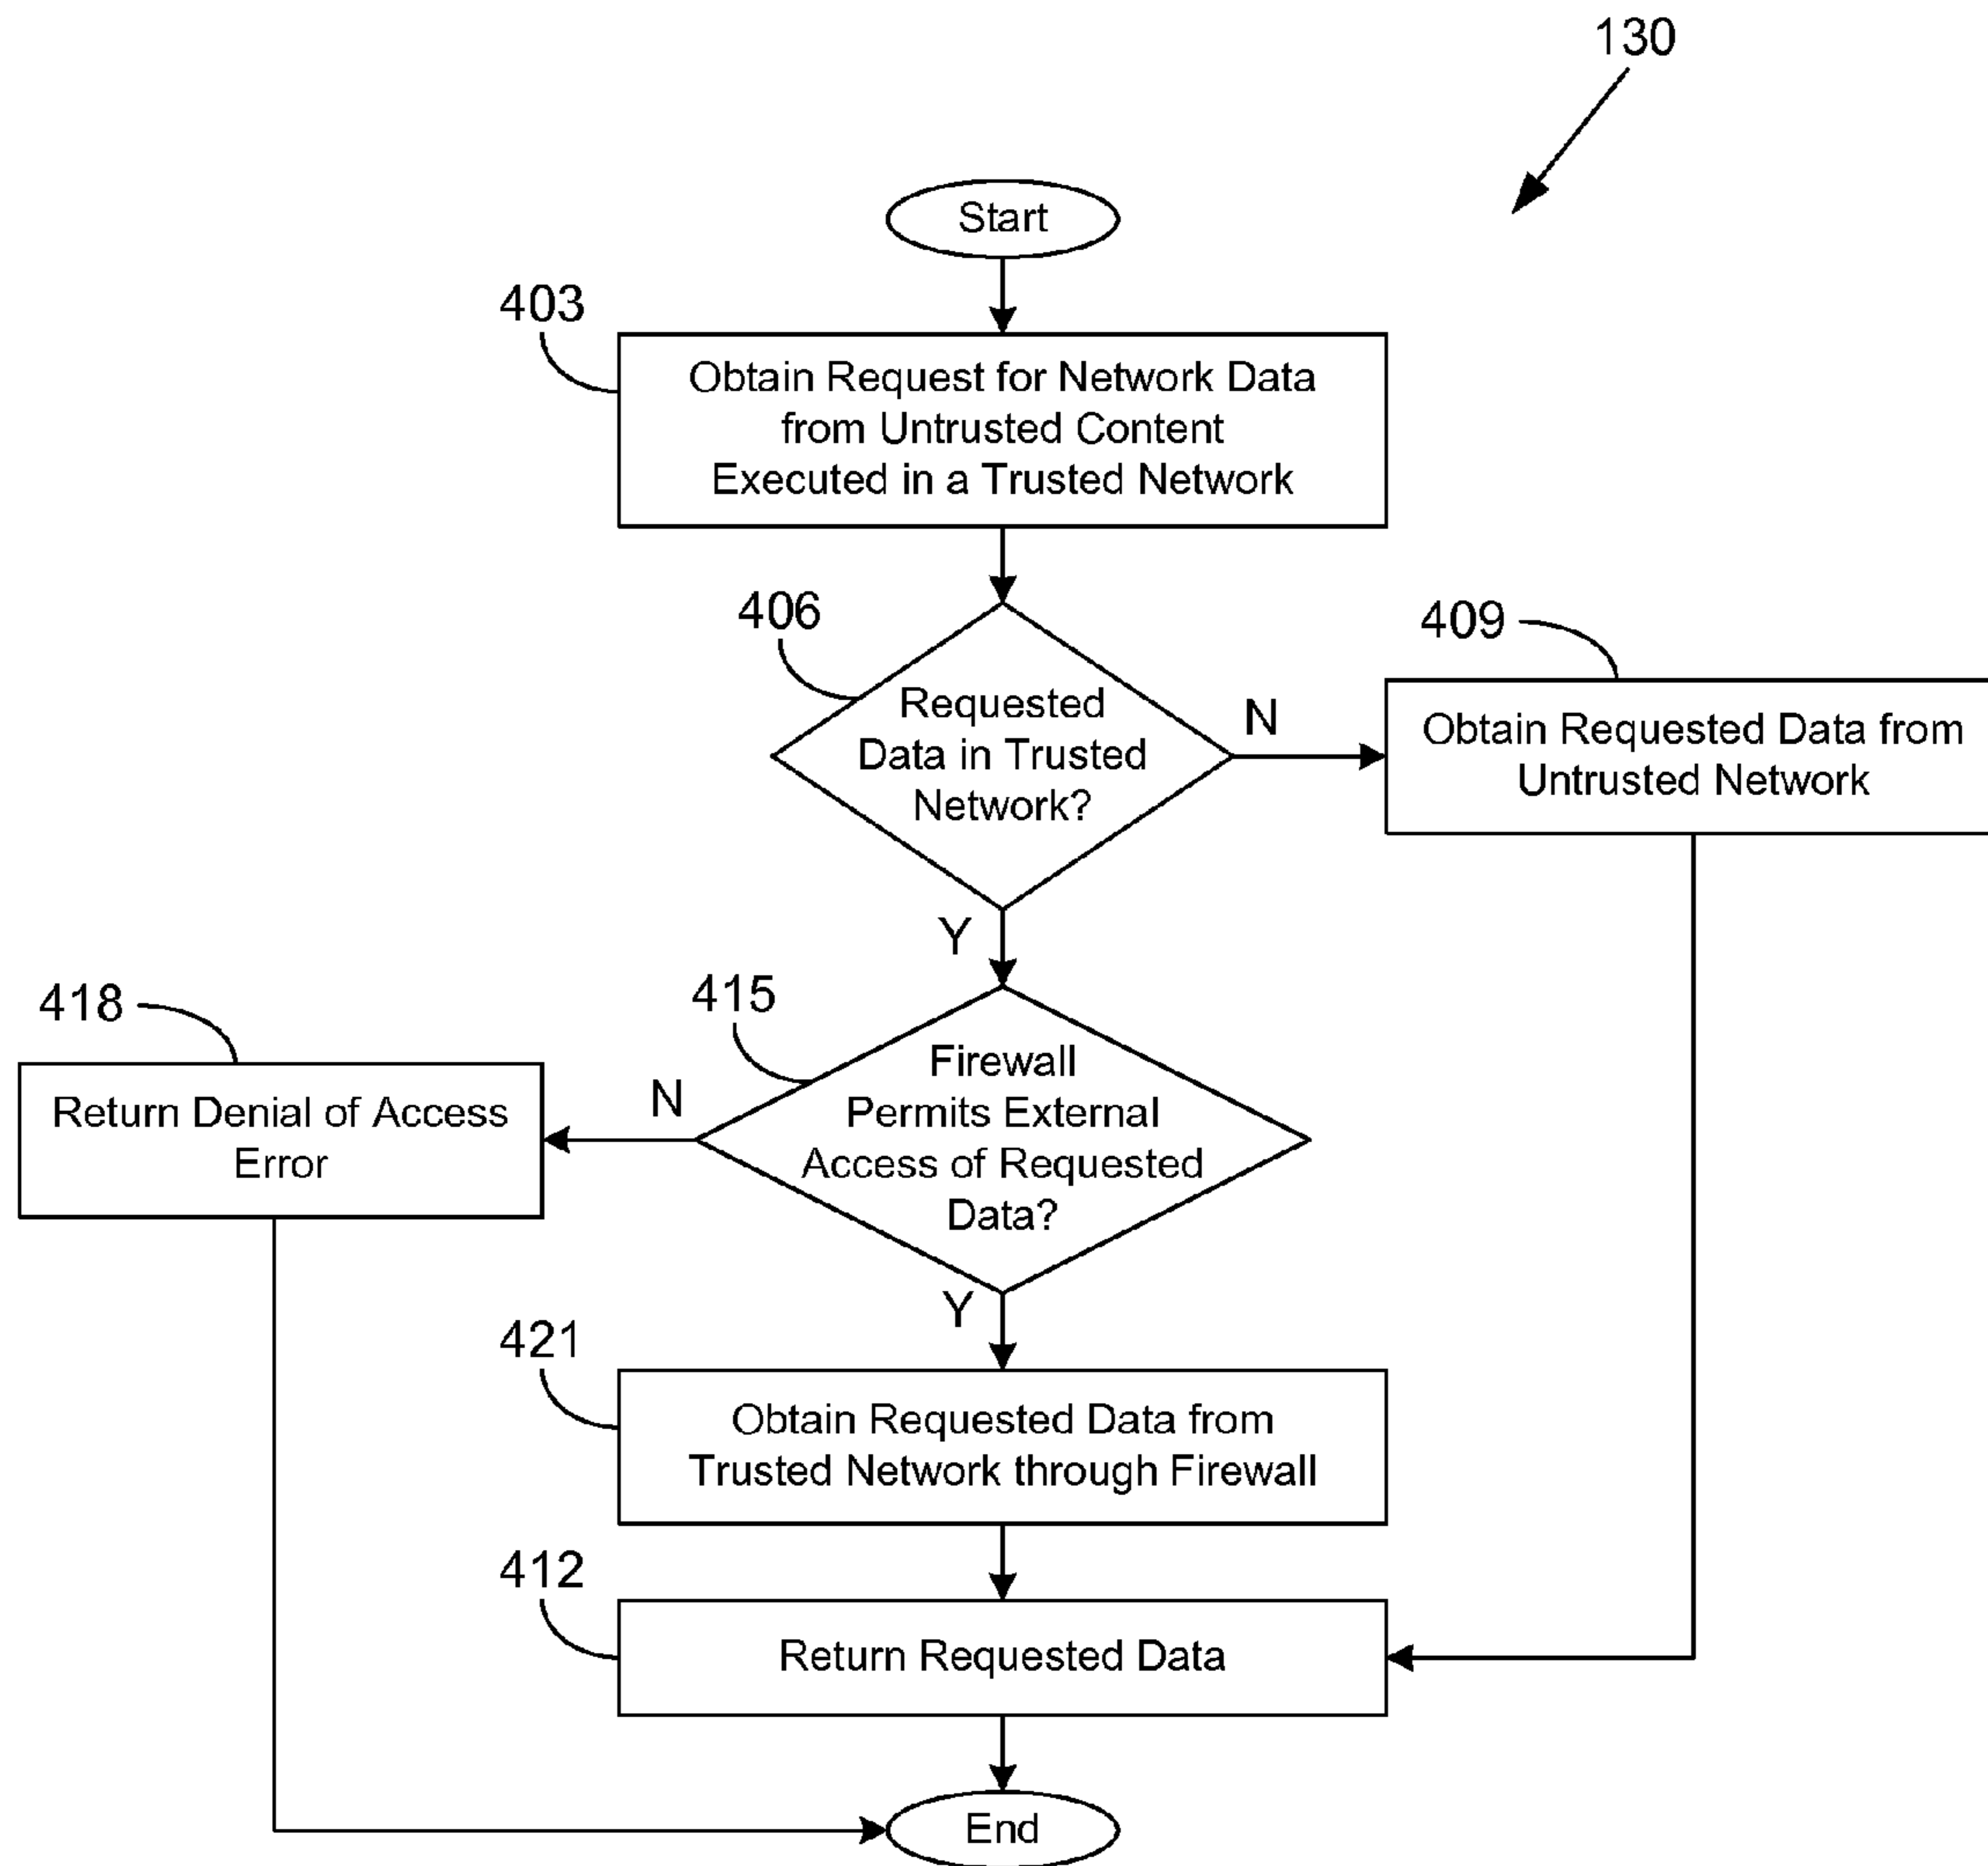 130
Start
403
Obtain Request for Network Data
from Untrusted Content
Executed in a Trusted Network
406
Requested
Data in Trusted
Network?
N
409
Obtain Requested Data from
Untrusted Network
Y
415
Firewall
Permits External
Access of Requested
Data?
N
418
Return Denial of Access
Error
Y
421
Obtain Requested Data from
Trusted Network through Firewall
412
Return Requested Data
End